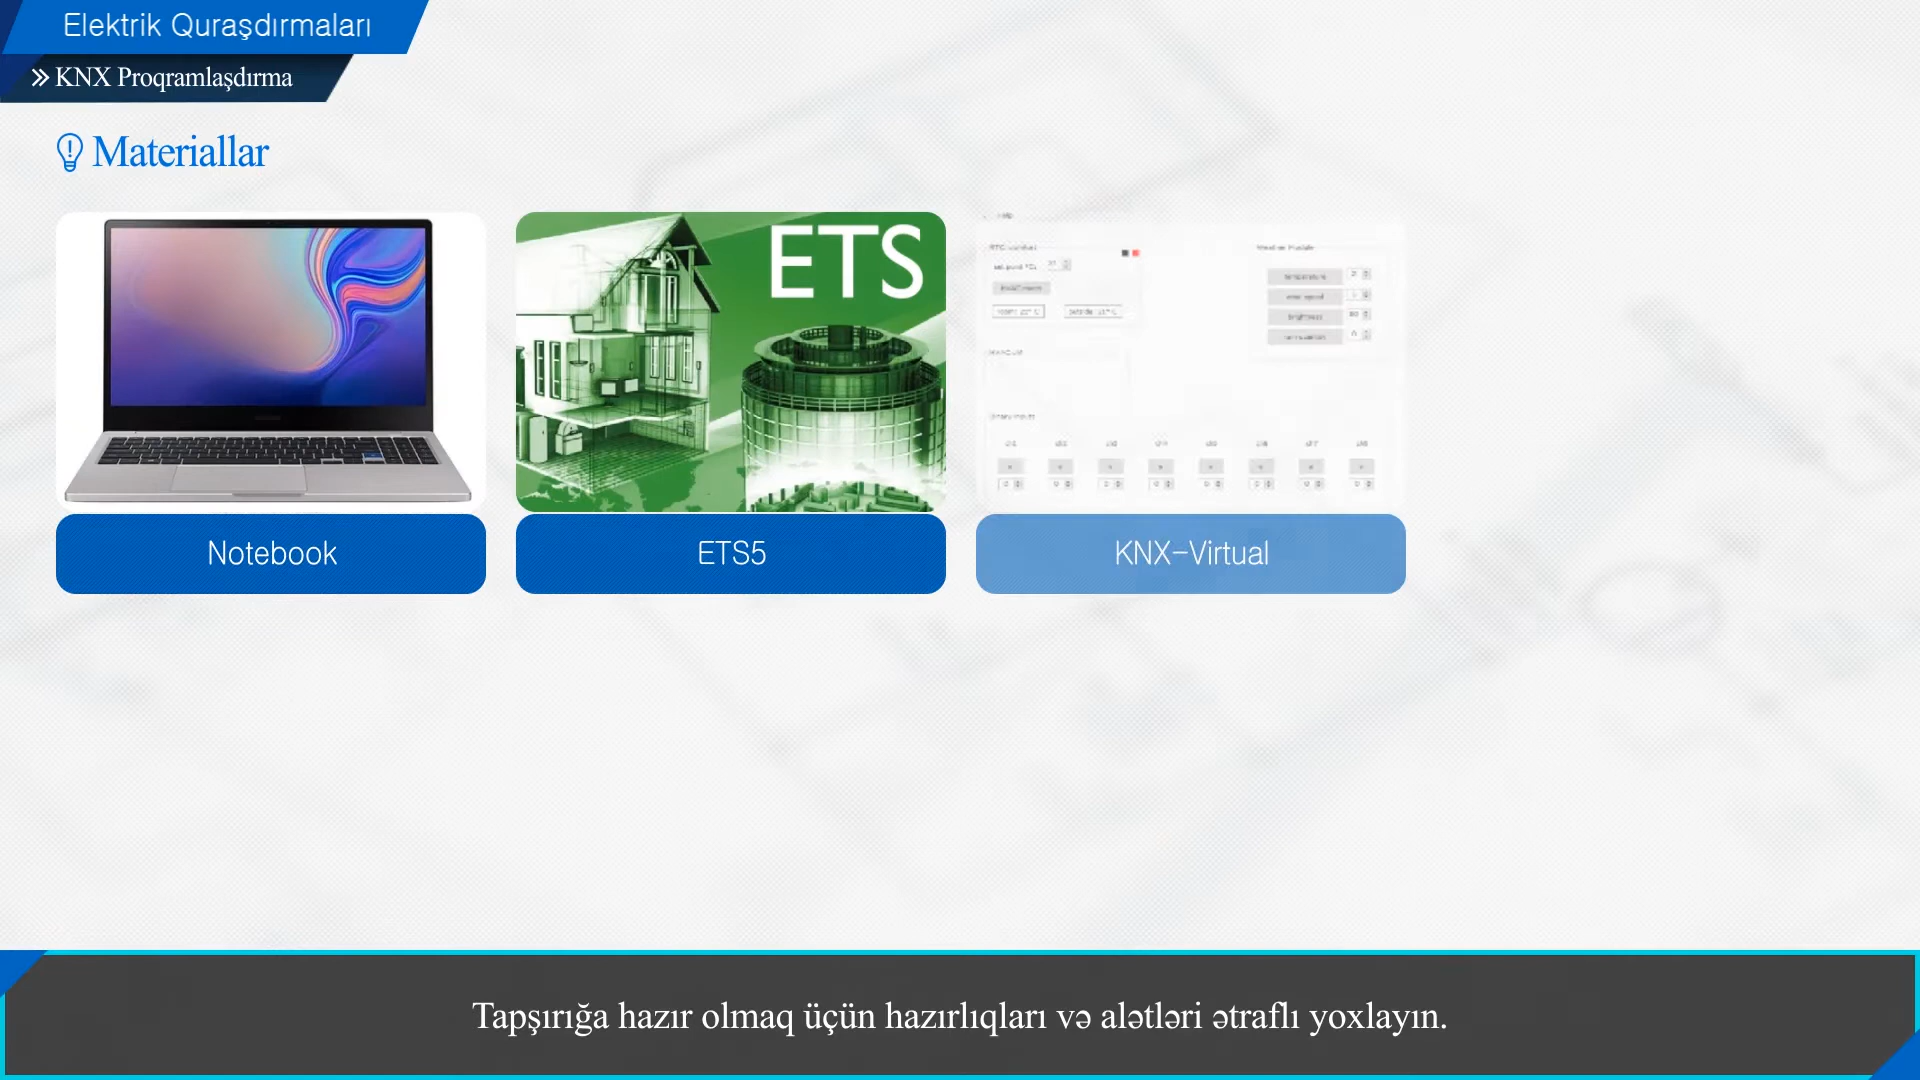 Elektrik Quraşdırmaları
KNX Proqramlaşdırma
Materiallar
ETS
Notebook
ETS5
KNX-Virtual
Tapşırığa hazır olmaq üçün hazırlıqları və alətləri ətraflı yoxlayın.